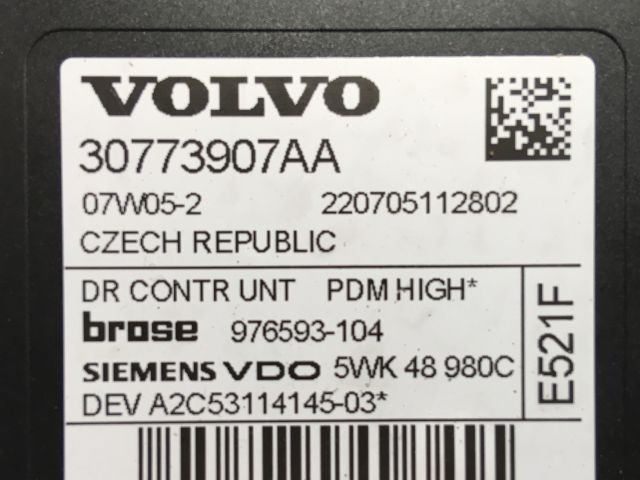 VOLVO
30773907AA
07W05-2 220705112802
CZECH REPUBLIC
DR CONTR UNT PDM HIGH*
brose 976593-104
SIEMENS VDO 5WK 48 980C
DEV A2C53114145-03*
E521F